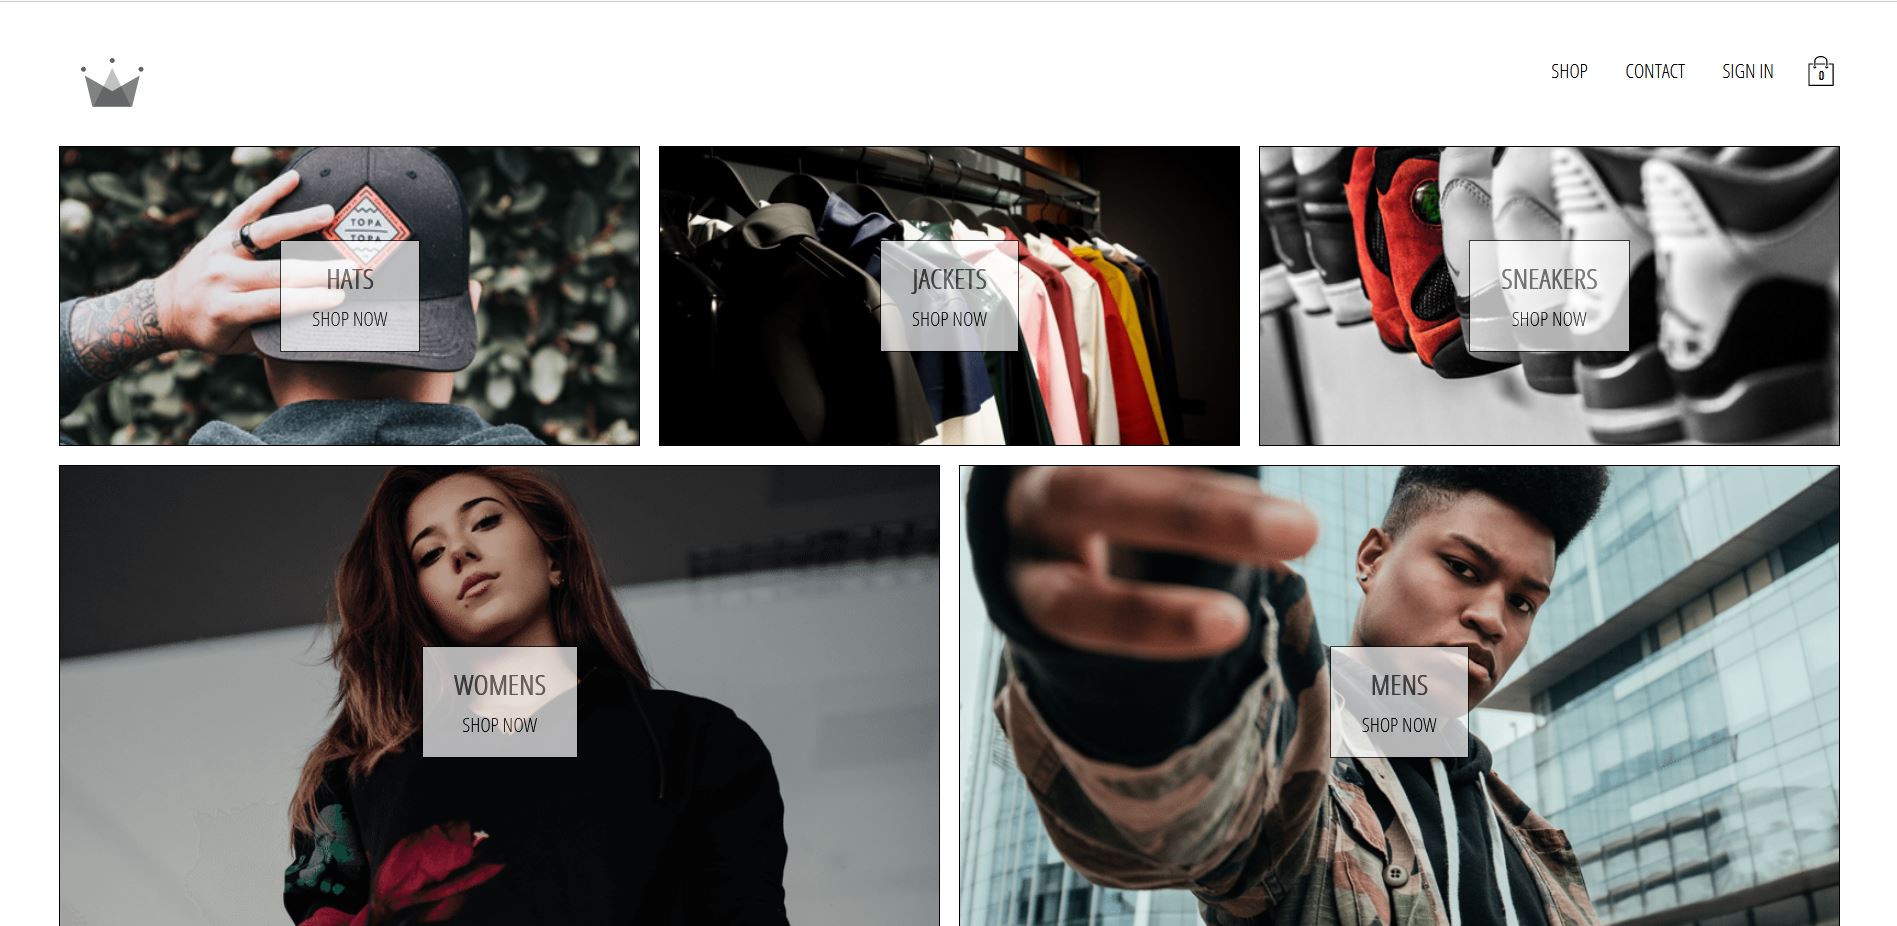 SHOP
CONTACT
SIGN IN
0
TOPA
TOPA
HATS
SHOP NOW
JACKETS
SHOP NOW
SNEAKERS
SHOP NOW
WOMENS
SHOP NOW
MENS
SHOP NOW